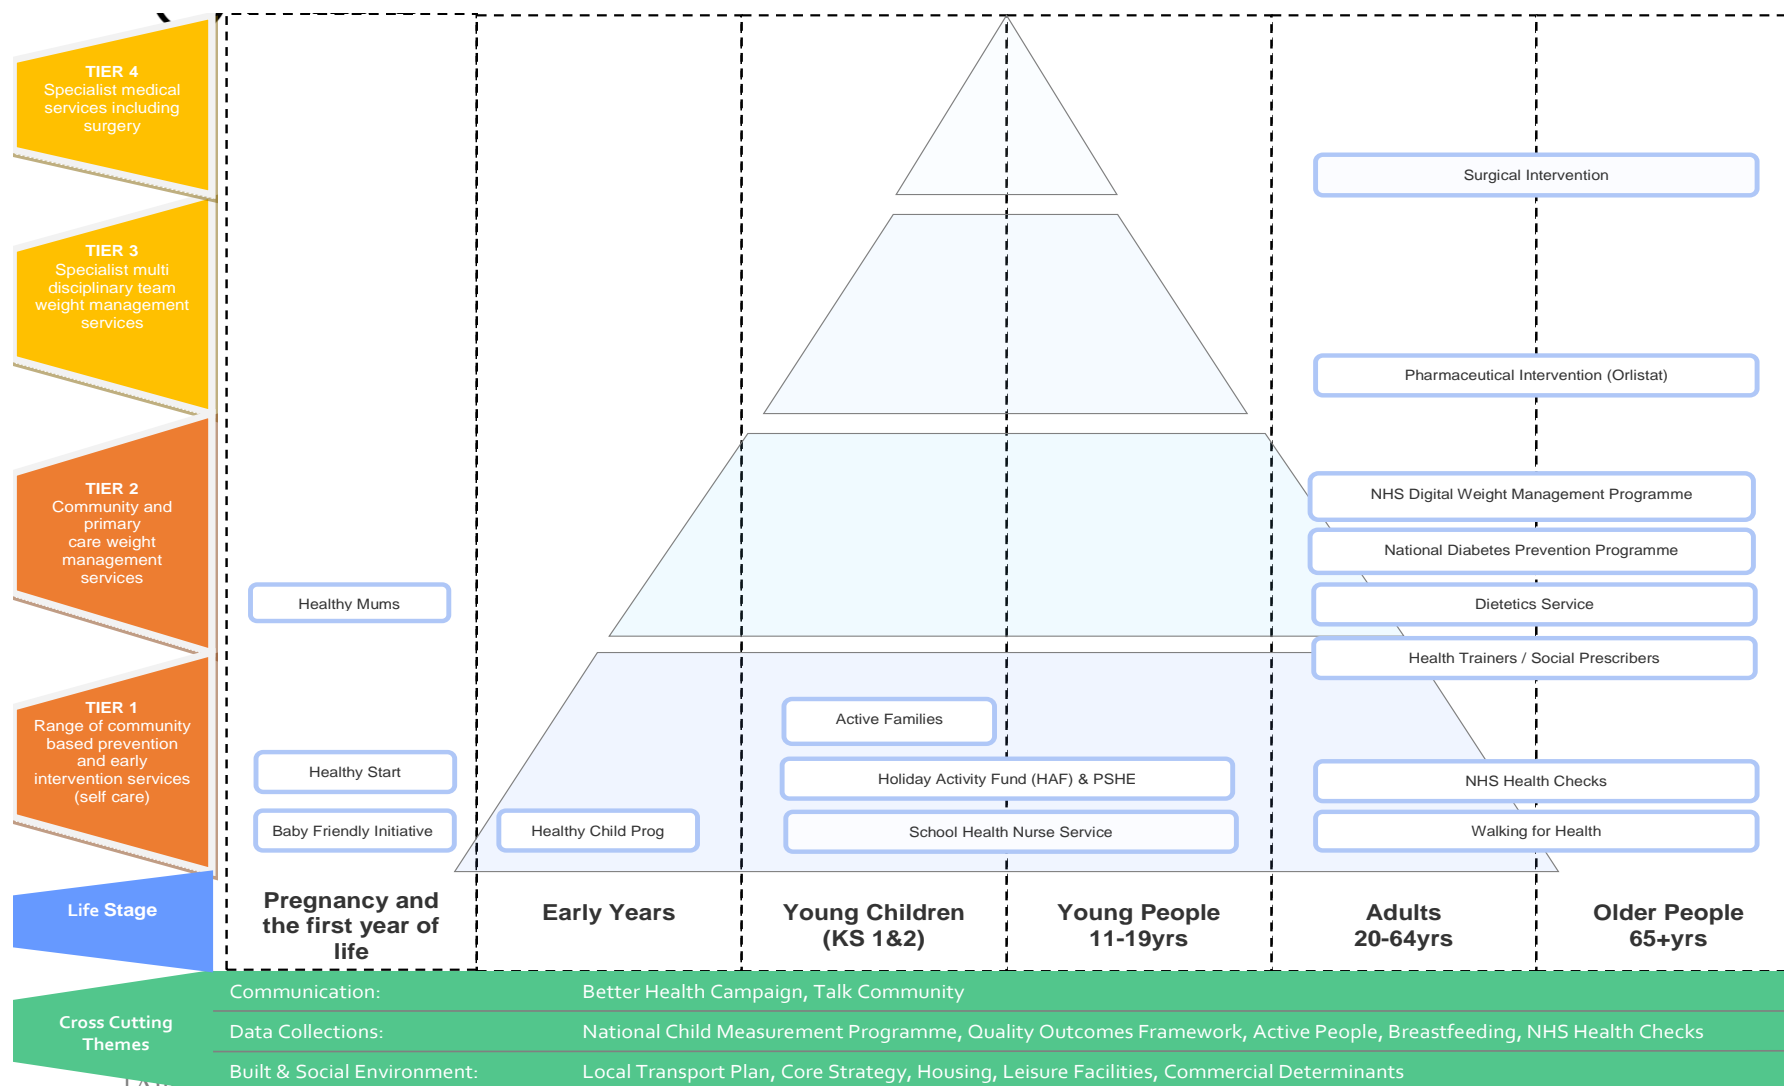 TIER 4
Specialist medical
services including
surgery
Surgical Intervention
TIER 3
Specialist multi
disciplinary team
weight management
services
Pharmaceutical Intervention (Orlistat)
TIER 2
Community and
primary
care weight
management
services
NHS Digital Weight Management Programme
National Diabetes Prevention Programme
Healthy Mums
Dietetics Service
Health Trainers / Social Prescribers
TIER 1
Range of community
based prevention
and early
intervention services
(self care)
Active Families
Healthy Start
Holiday Activity Fund (HAF) & PSHE
NHS Health Checks
Baby Friendly Initiative
Healthy Child Prog
School Health Nurse Service
Walking for Health
Life Stage
Pregnancy and
the first year of
life
Early Years
Young Children
(KS 1&2)
Young People
11-19yrs
Adults
20-64yrs
Older People
65+yrs
Cross Cutting
Themes
Communication: Better Health Campaign, Talk Community
Data Collections: National Child Measurement Programme, Quality Outcomes Framework, Active People, Breastfeeding, NHS Health Checks
Built & Social Environment: Local Transport Plan, Core Strategy, Housing, Leisure Facilities, Commercial Determinants